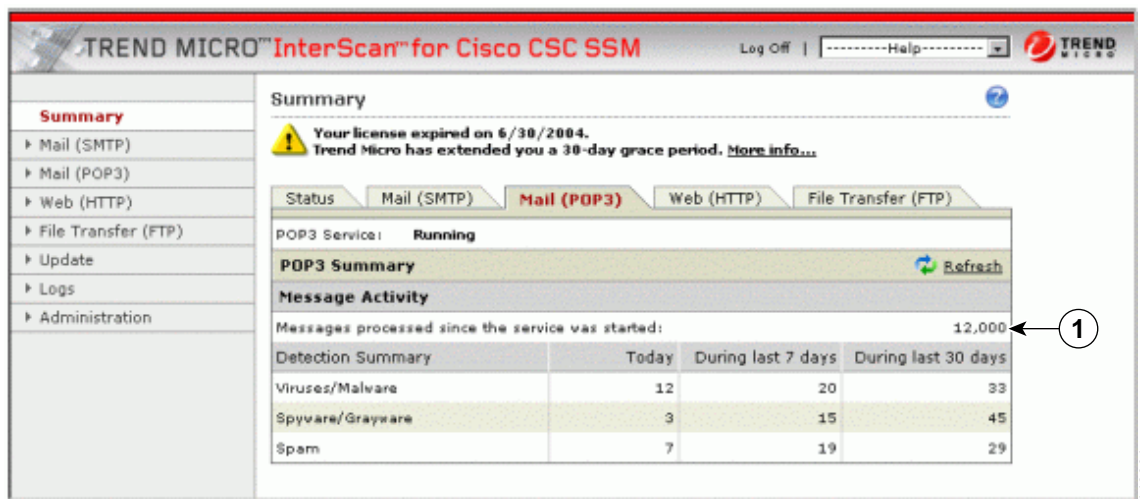 TREND MICRO™ InterScan™ for Cisco CSC SSM
Log Off | ---------Help---------
TREND MICRO
Summary
Mail (SMTP)
Mail (POP3)
Web (HTTP)
File Transfer (FTP)
Update
Logs
Administration
Summary
Your license expired on 6/30/2004.
Trend Micro has extended you a 30-day grace period. More info...
Status Mail (SMTP) Mail (POP3) Web (HTTP) File Transfer (FTP)
POP3 Service: Running
POP3 Summary Refresh
Message Activity
Messages processed since the service was started: 12,000 1
Detection Summary Today During last 7 days During last 30 days
Viruses/Malware 12 20 33
Spyware/Grayware 3 15 45
Spam 7 19 29